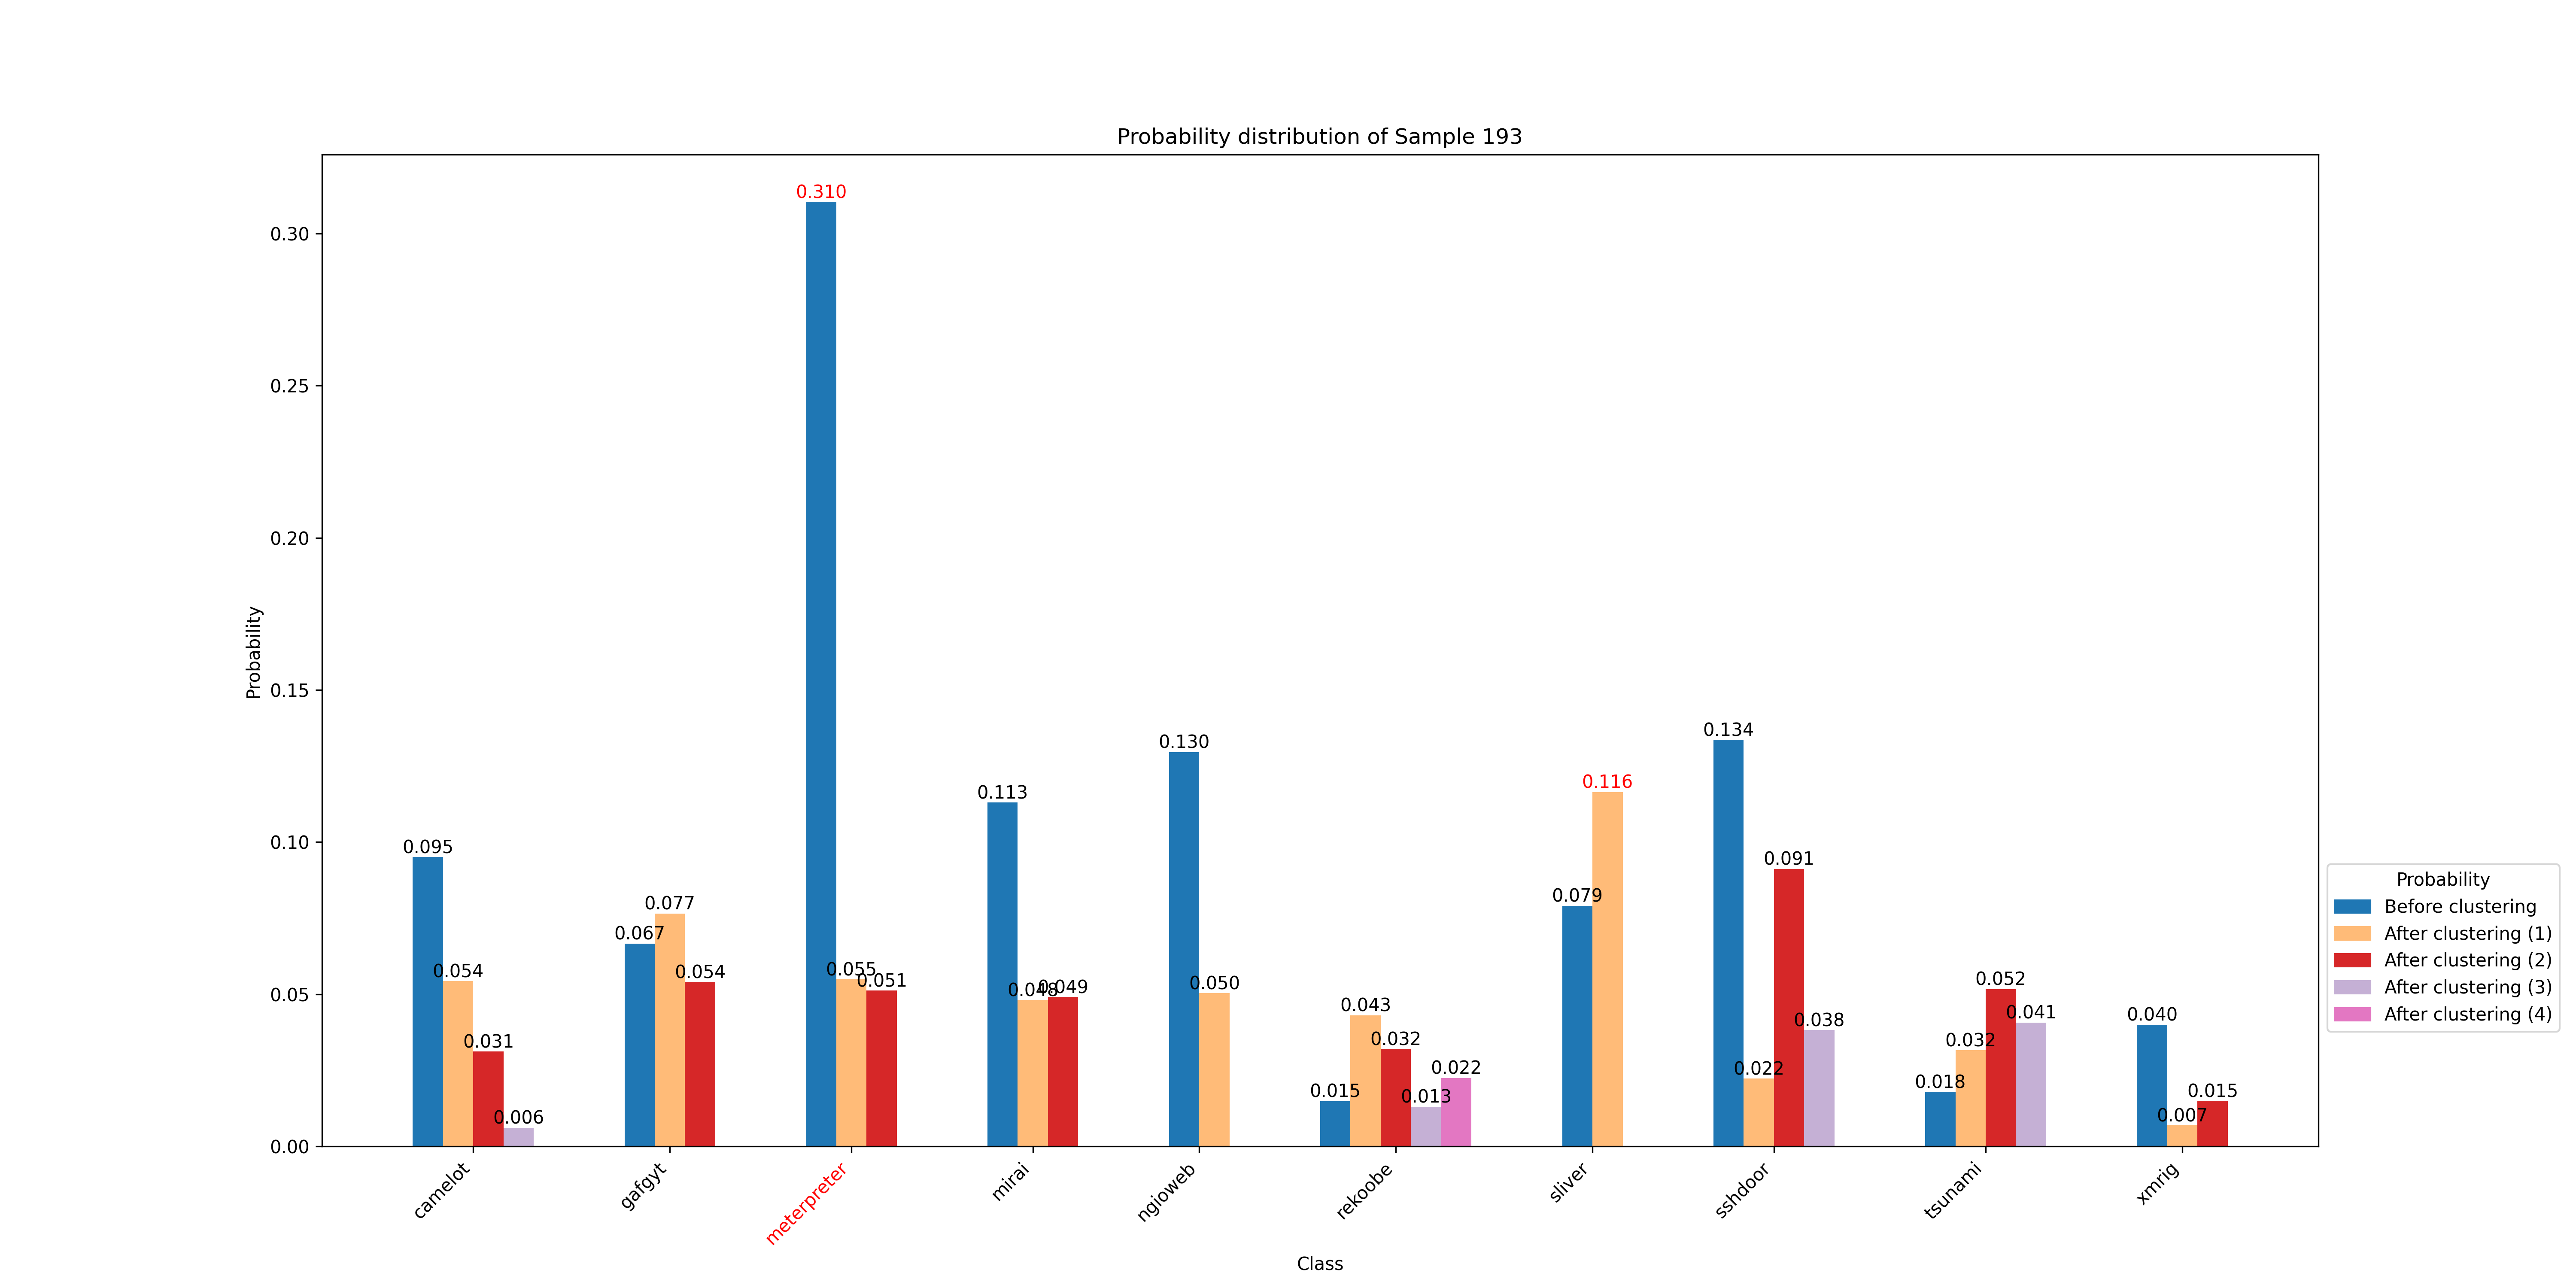 Probability distribution of Sample 193
Probability
0.30
0.25
0.20
0.15
0.10
0.05
0.00
0.095
0.054
0.031
0.006
0.067
0.077
0.054
0.310
0.055
0.051
0.113
0.048
0.049
0.130
0.050
0.015
0.043
0.032
0.013
0.022
0.079
0.116
0.134
0.022
0.091
0.038
0.018
0.032
0.052
0.041
0.040
0.007
0.015
camelot
gafgyt
meterpreter
mirai
ngioweb
rekoobe
sliver
sshdoor
tsunami
xmrig
Class
Probability
Before clustering
After clustering (1)
After clustering (2)
After clustering (3)
After clustering (4)